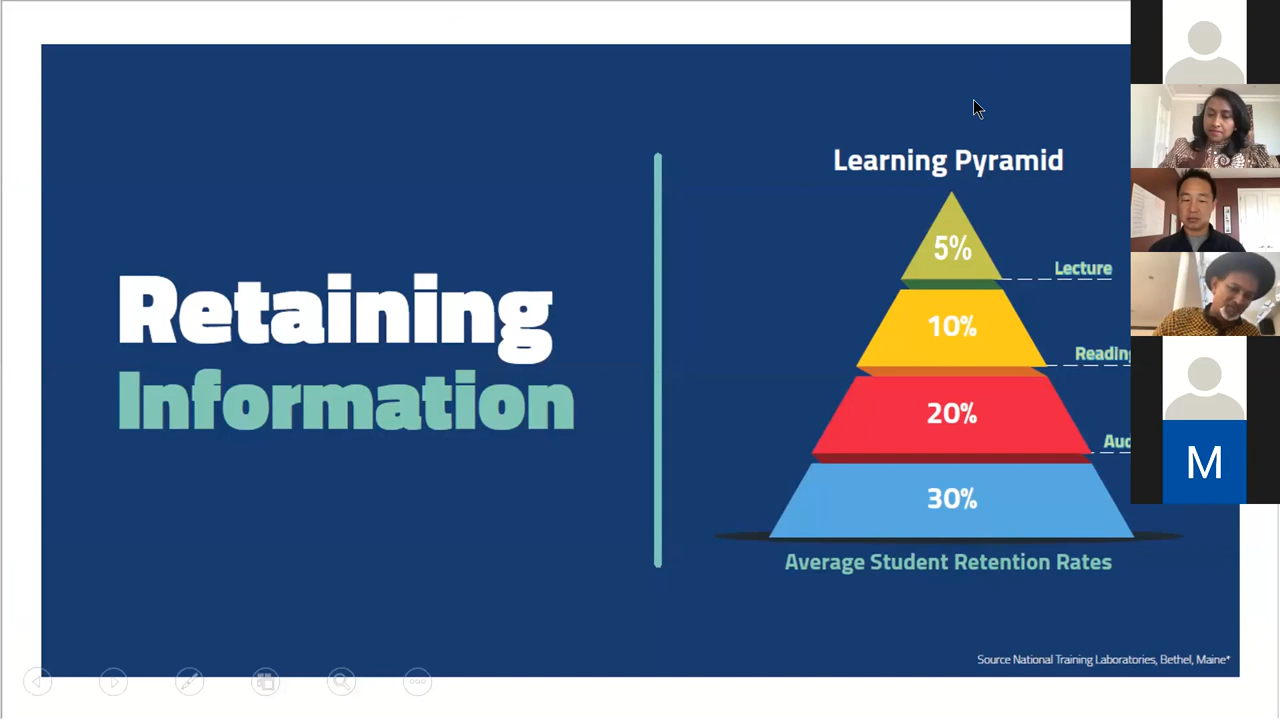 Learning Pyramid
5%
Lecture
Retaining
10%
Information
20%
30%
M
Average Student Retention Rates
Source National Training Laboratories, Bethel, Maine*